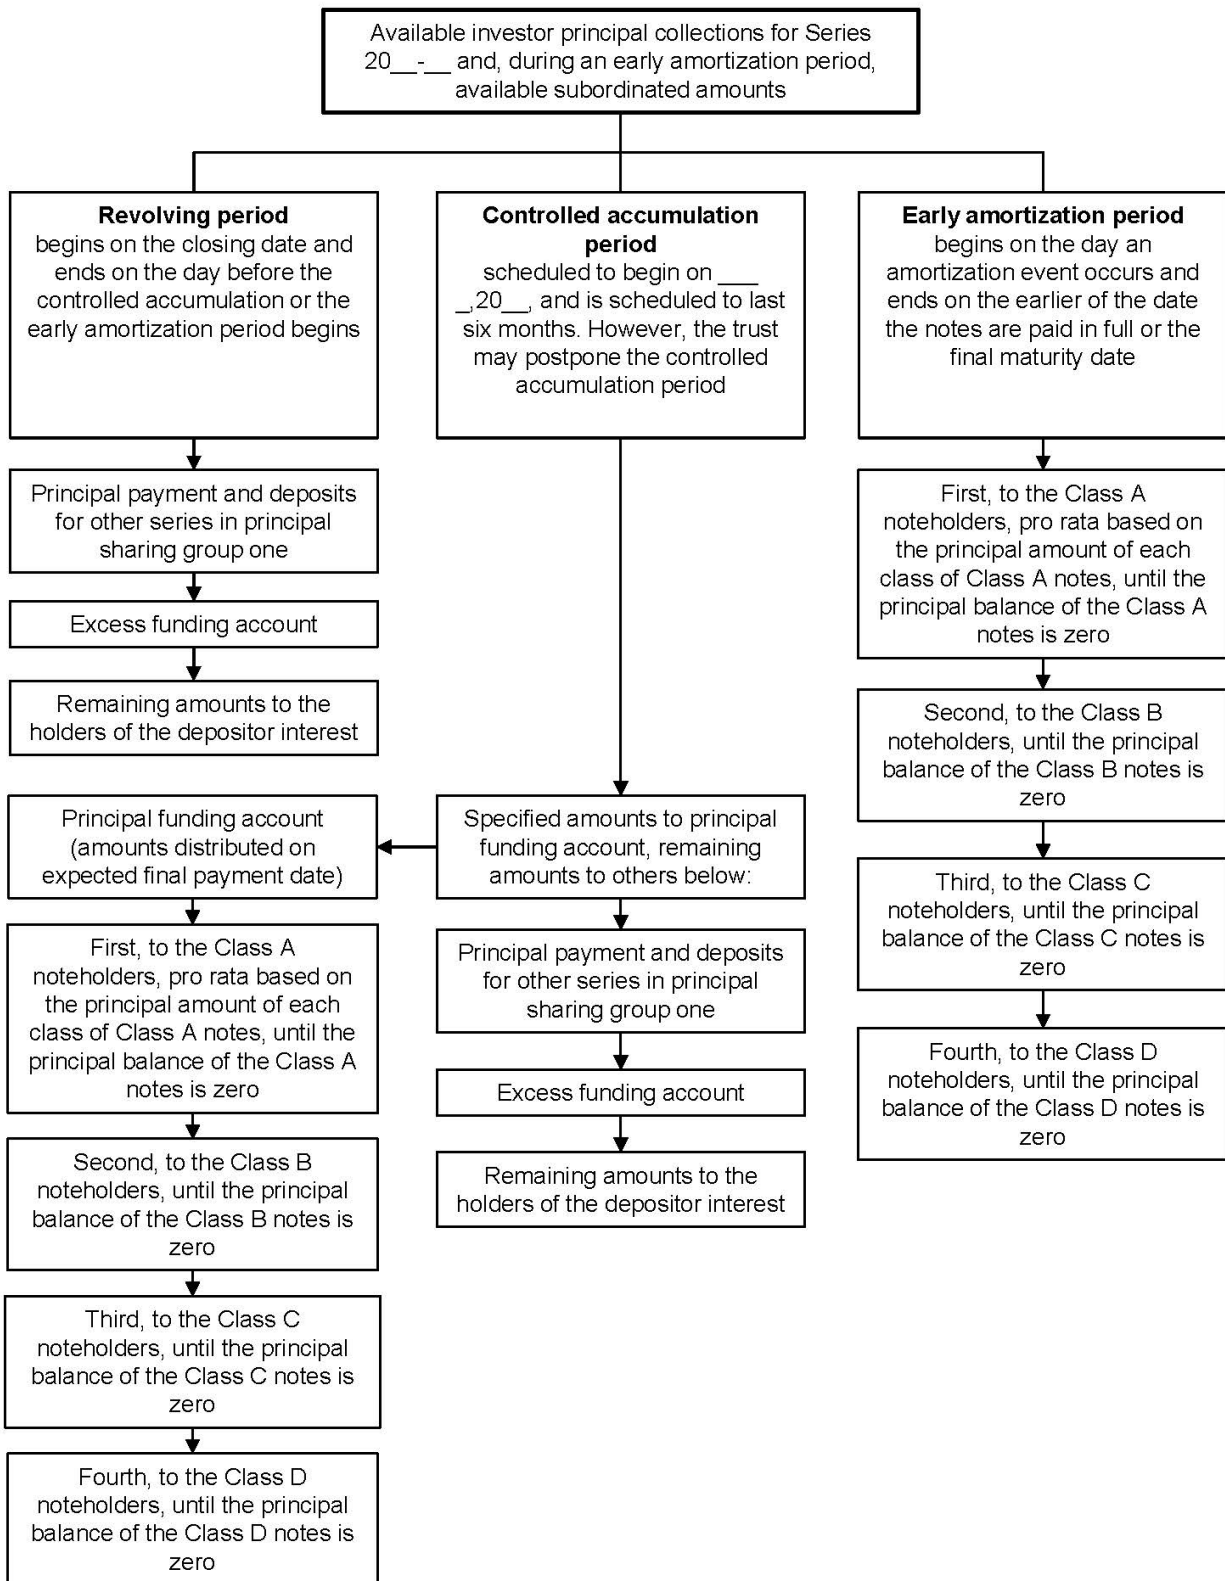 Available investor principal collections for Series
20__-__ and, during an early amortization period,
available subordinated amounts
Revolving period
begins on the closing date and
ends on the day before the
controlled accumulation or the
early amortization period begins
Controlled accumulation
period
scheduled to begin on ___
_,20__, and is scheduled to last
six months. However, the trust
may postpone the controlled
accumulation period
Early amortization period
begins on the day an
amortization event occurs and
ends on the earlier of the date
the notes are paid in full or the
final maturity date
Principal payment and deposits
for other series in principal
sharing group one
Excess funding account
Remaining amounts to the
holders of the depositor interest
Principal funding account
(amounts distributed on
expected final payment date)
First, to the Class A
noteholders, pro rata based on
the principal amount of each
class of Class A notes, until the
principal balance of the Class A
notes is zero
Second, to the Class B
noteholders, until the principal
balance of the Class B notes is
zero
Third, to the Class C
noteholders, until the principal
balance of the Class C notes is
zero
Fourth, to the Class D
noteholders, until the principal
balance of the Class D notes is
zero
Specified amounts to principal
funding account, remaining
amounts to others below:
Principal payment and deposits
for other series in principal
sharing group one
Excess funding account
Remaining amounts to the
holders of the depositor interest
First, to the Class A
noteholders, pro rata based on
the principal amount of each
class of Class A notes, until the
principal balance of the Class A
notes is zero
Second, to the Class B
noteholders, until the principal
balance of the Class B notes is
zero
Third, to the Class C
noteholders, until the principal
balance of the Class C notes is
zero
Fourth, to the Class D
noteholders, until the principal
balance of the Class D notes is
zero